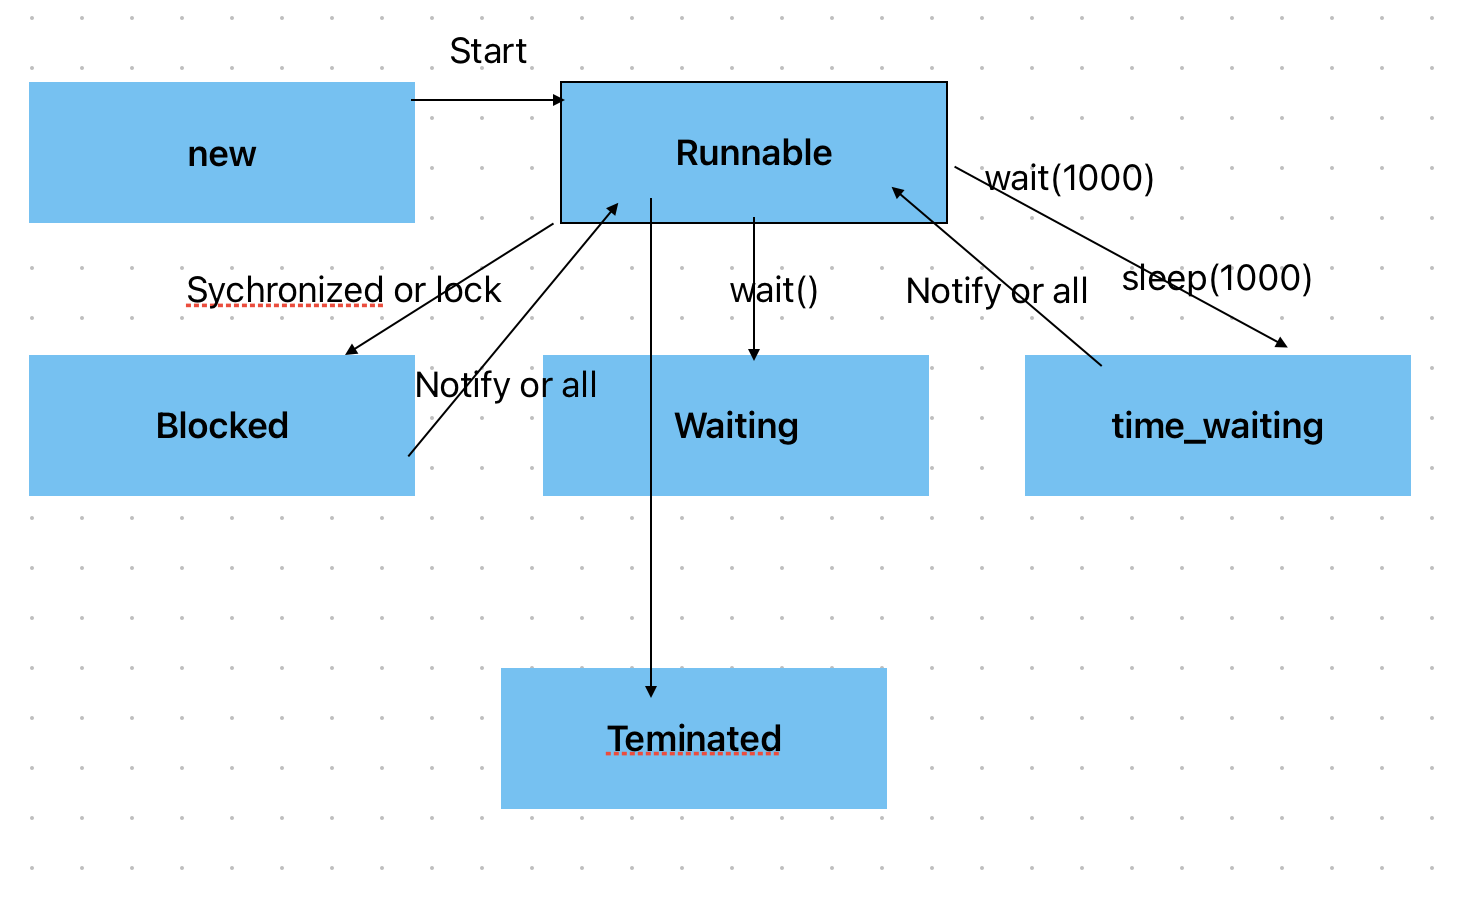 Start
new
Runnable
wait(1000)
Sychronized or lock
wait()
Notify or all
sleep(1000)
Notify or all
Blocked
Waiting
time_waiting
Teminated